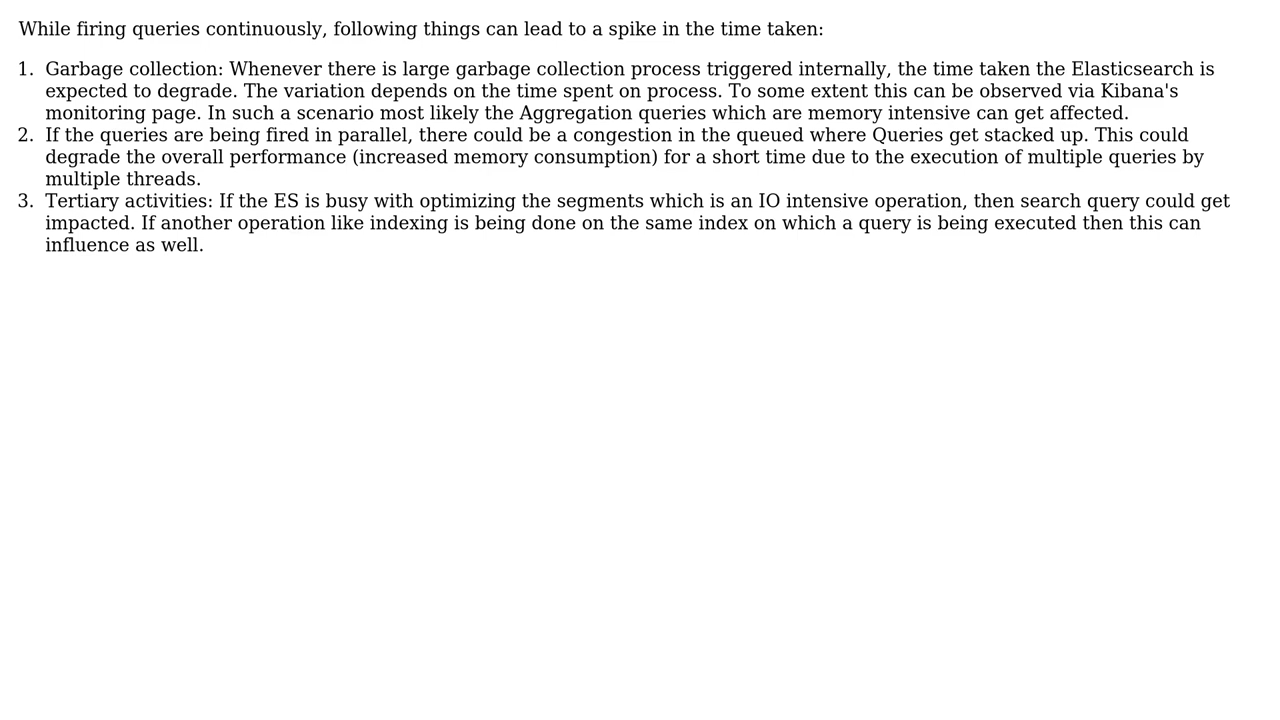 While firing queries continuously, following things can lead to a spike in the time taken:
1. Garbage collection: Whenever there is large garbage collection process triggered internally, the time taken the Elasticsearch is
expected to degrade. The variation depends on the time spent on process. To some extent this can be observed via Kibana's
monitoring page. In such a scenario most likely the Aggregation queries which are memory intensive can get affected.
2. If the queries are being fired in parallel, there could be a congestion in the queued where Queries get stacked up. This could
degrade the overall performance (increased memory consumption) for a short time due to the execution of multiple queries by
multiple threads.
3. Tertiary activities: If the ES is busy with optimizing the segments which is an IO intensive operation, then search query could get
impacted. If another operation like indexing is being done on the same index on which a query is being executed then this can
influence as well.